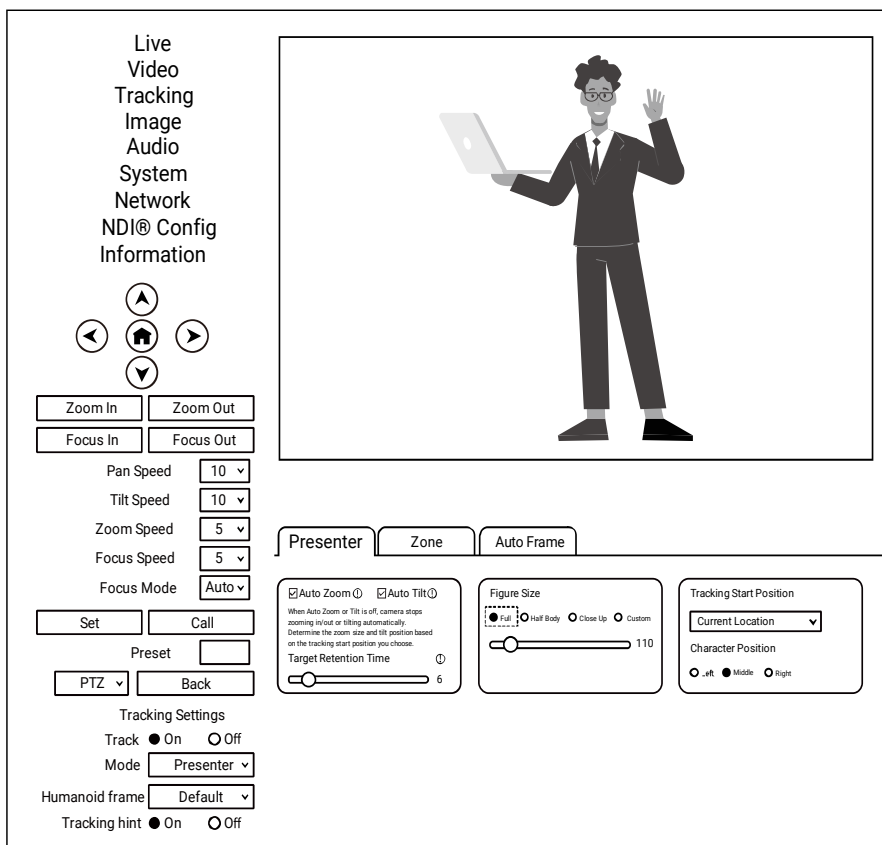 Live
Video
Tracking
Image
Audio
System
Network
NDI® Config
Information
Zoom In Zoom Out
Focus In Focus Out
Pan Speed 10
Tilt Speed 10
Zoom Speed 5
Focus Speed 5
Focus Mode Auto
Set Call
Preset
PTZ Back
Tracking Settings
Track On Off
Mode Presenter
Humanoid frame Default
Tracking hint On Off
Presenter Zone Auto Frame
Auto Zoom Auto Tilt
When Auto Zoom or Tilt is off, camera stops
zooming in/out or tilting automatically.
Determine the zoom size and tilt position based
on the tracking start position you choose.
Target Retention Time
6
Figure Size
Full Half Body Close Up Custom
110
Tracking Start Position
Current Location
Character Position
Middle Right